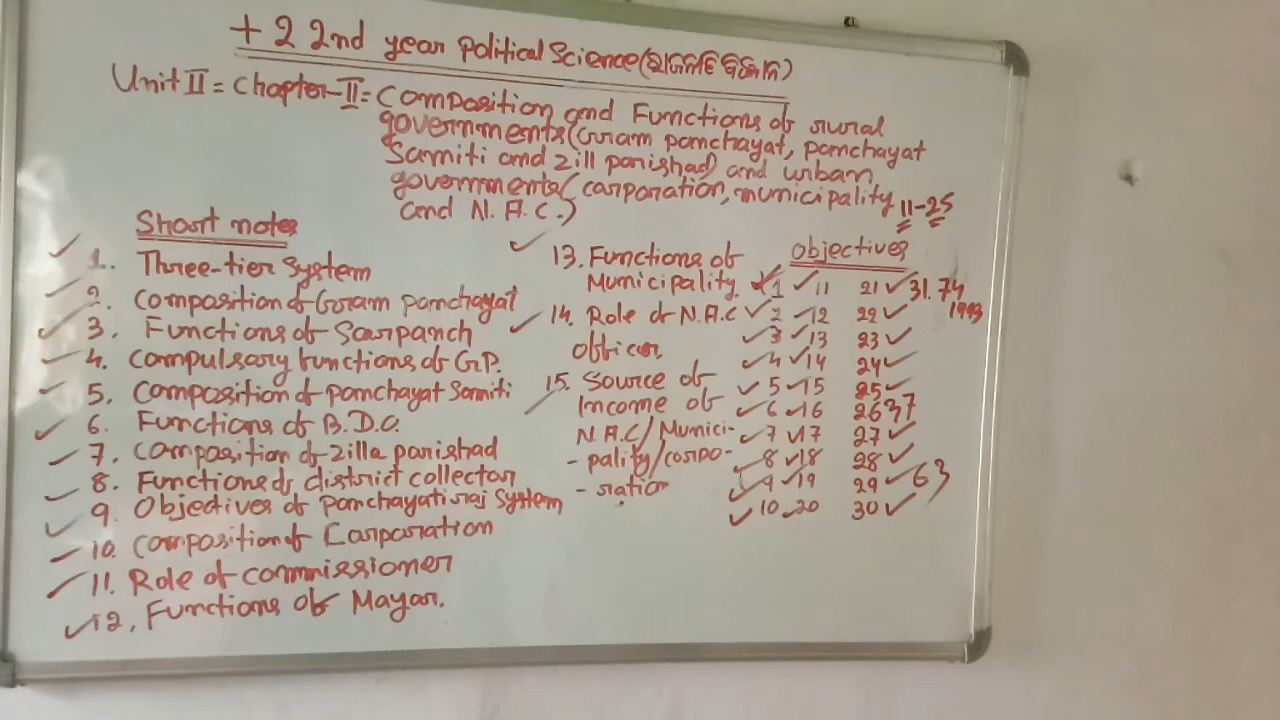 +2 2nd year Political Science (ରାଜନୀତି ବିଜ୍ଞାନ)
Unit II = Chapter-II = Composition and Functions of rural
governments (Gram panchayat, panchayat
Samiti and zill parishad) and urban
governments (corporation, municipality
and N.A.C.)
11-25
Short notes
1. Three-tier System
2. Composition of Gram panchayat
3. Functions of Sarpanch
4. Compulsary functions of G.P.
5. Composition of panchayat Samiti
6. Functions of B.D.O.
7. Composition of zilla parishad
8. Functions of district collector
9. Objectives of panchayati raj System
10. Composition of Corporation
11. Role of commissioner
12. Functions of Mayor.
13. Functions of
Municipality.
14. Role of N.A.C
officer
15. Source of
Income of
N.A.C/Munici-
-pality/corpo-
-ration
Objectives
1 11 21 31. 74
2 12 22 1993
3 13 23
4 14 24
5 15 25
6 16 26 37
7 17 27
8 18 28
9 19 29 63
10 20 30